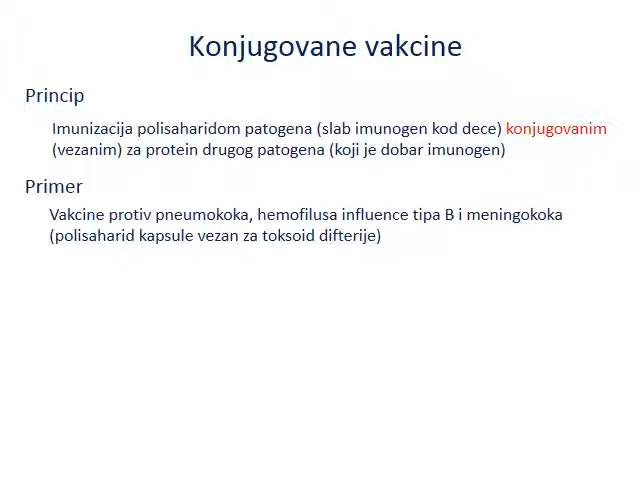 Konjugovane vakcine
Princip
Imunizacija polisaharidom patogena (slab imunogen kod dece) konjugovanim
(vezanim) za protein drugog patogena (koji je dobar imunogen)
Primer
Vakcine protiv pneumokoka, hemofilusa influence tipa B i meningokoka
(polisaharid kapsule vezan za toksoid difterije)